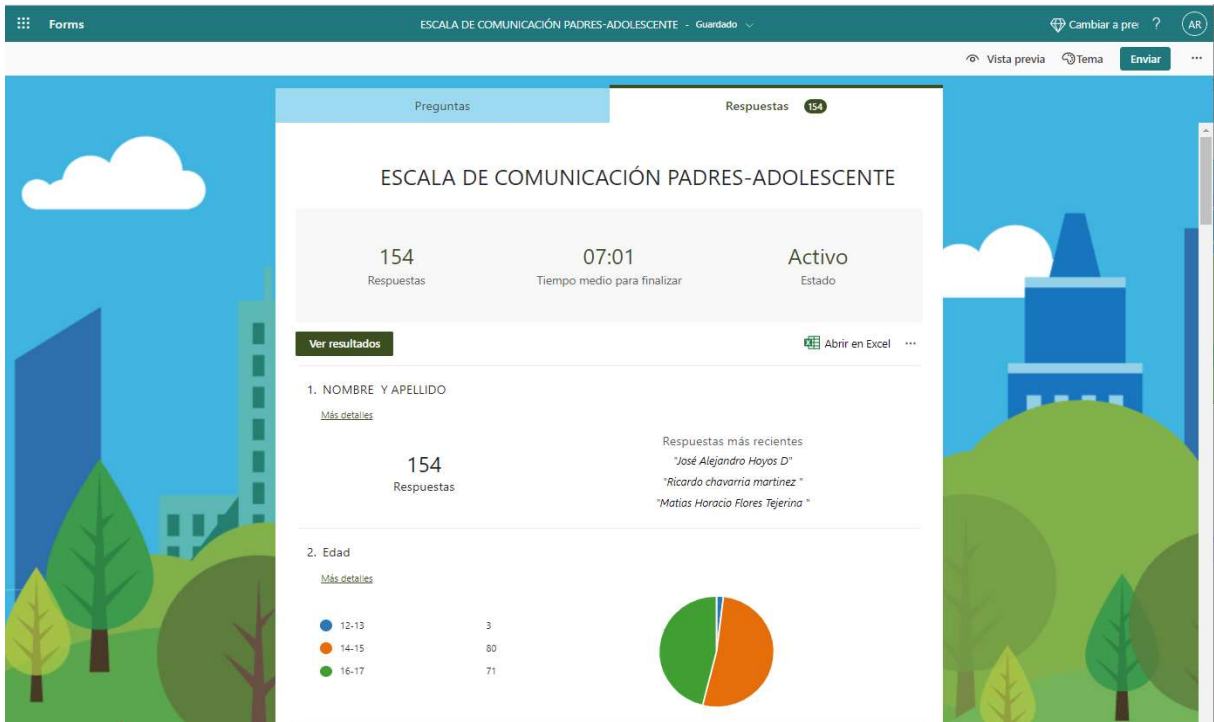 Forms
ESCALA DE COMUNICACIÓN PADRES-ADOLESCENTE - Guardado
Cambiar a pre
?
AR
Vista previa
Tema
Enviar
...
Preguntas
Respuestas 154
ESCALA DE COMUNICACIÓN PADRES-ADOLESCENTE
154
Respuestas
07:01
Tiempo medio para finalizar
Activo
Estado
Ver resultados
Abrir en Excel ...
1. NOMBRE Y APELLIDO
Más detalles
154
Respuestas
Respuestas más recientes
"José Alejandro Hoyos D"
"Ricardo chavarria martinez "
"Matias Horacio Flores Tejerina "
2. Edad
Más detalles
12-13 3
14-15 80
16-17 71